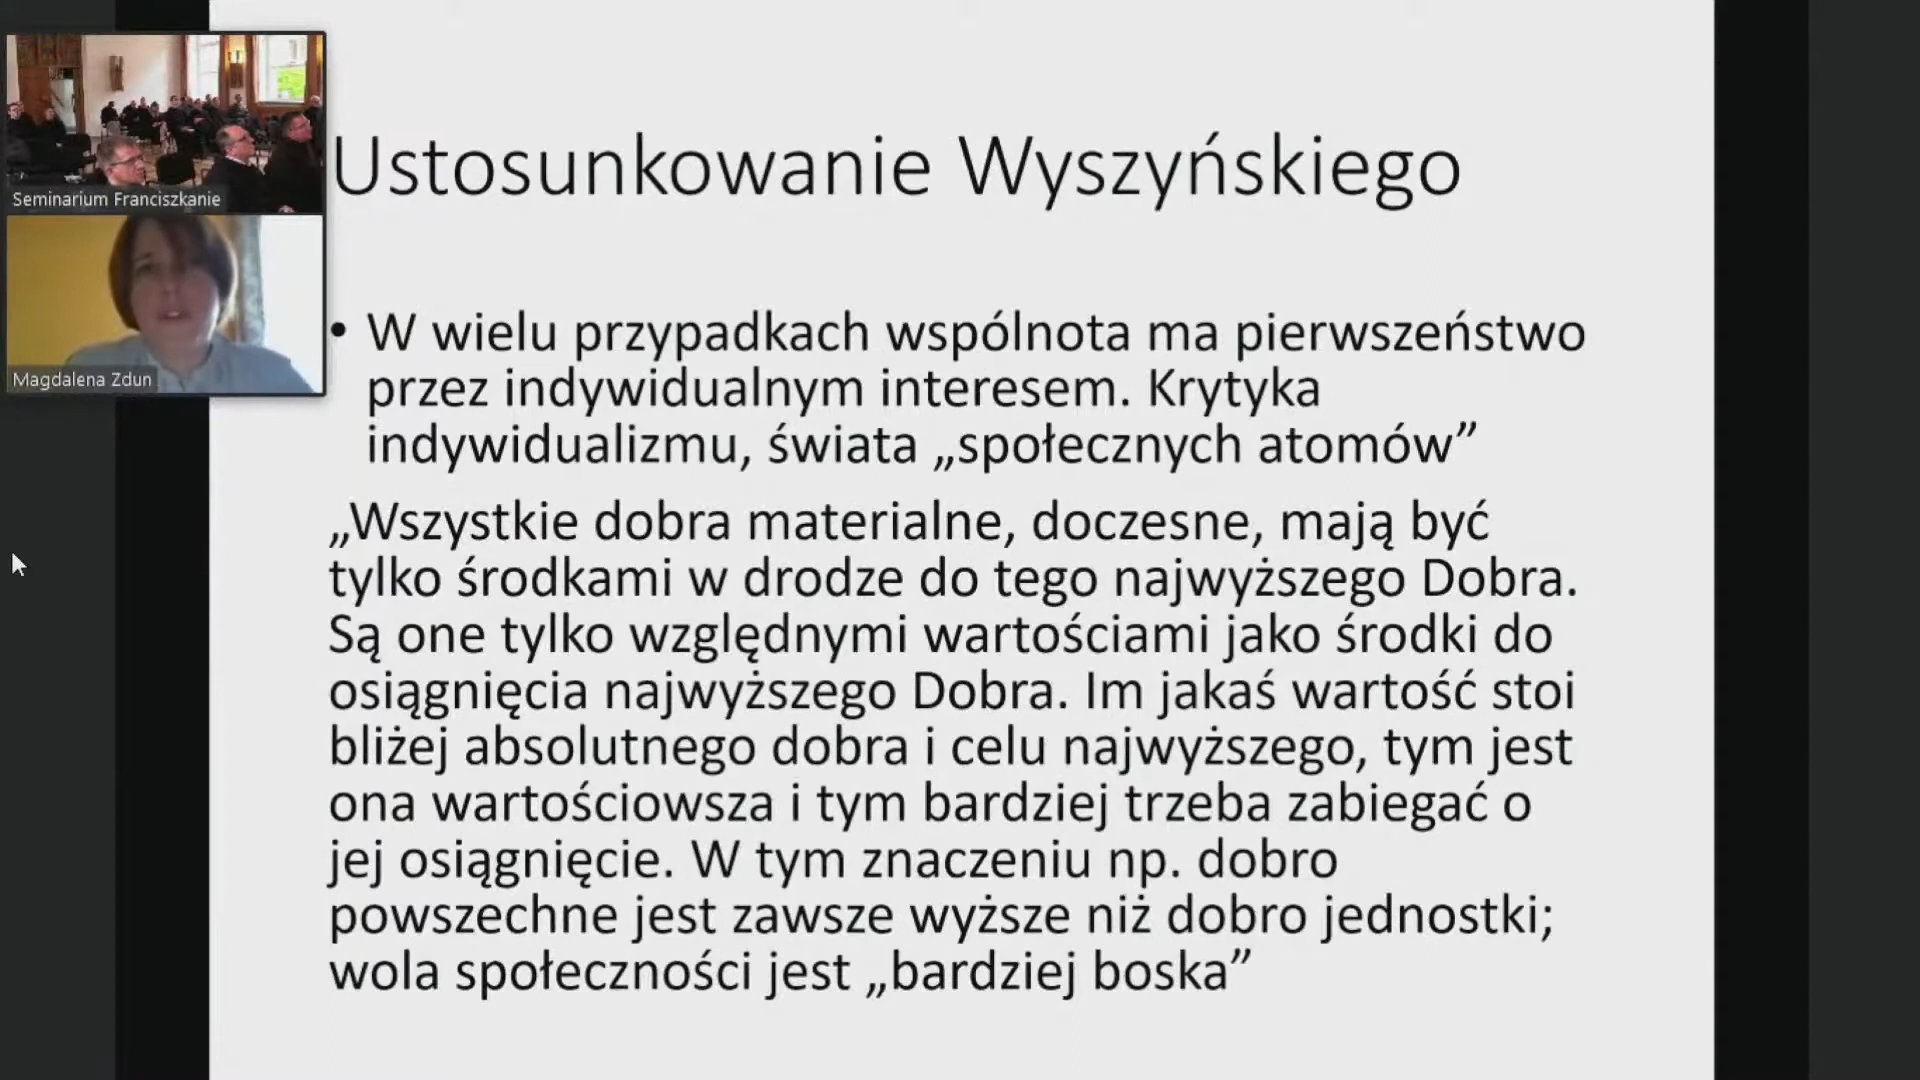 Seminarium Franciszkanie
Magdalena Zdun
Ustosunkowanie Wyszyńskiego
• W wielu przypadkach wspólnota ma pierwszeństwo
przez indywidualnym interesem. Krytyka
indywidualizmu, świata „społecznych atomów”
„Wszystkie dobra materialne, doczesne, mają być
tylko środkami w drodze do tego najwyższego Dobra.
Są one tylko względnymi wartościami jako środki do
osiągnięcia najwyższego Dobra. Im jakaś wartość stoi
bliżej absolutnego dobra i celu najwyższego, tym jest
ona wartościowsza i tym bardziej trzeba zabiegać o
jej osiągnięcie. W tym znaczeniu np. dobro
powszechne jest zawsze wyższe niż dobro jednostki;
wola społeczności jest „bardziej boska”